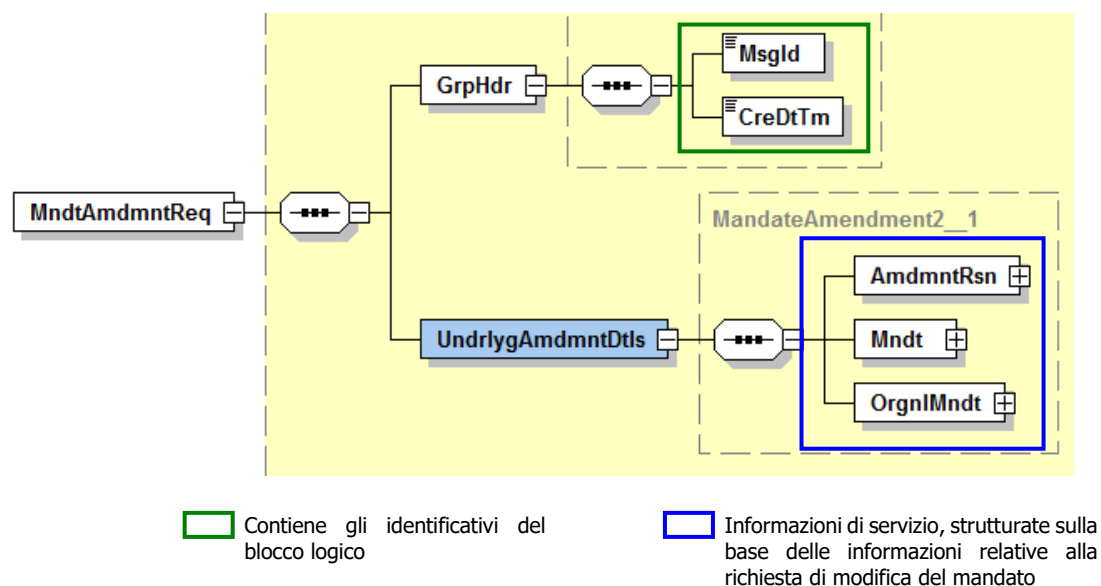 MsgId
GrpHdr
CreDtTm
MndtAmdmntReq
MandateAmendment2__1
AmdmntRsn
UndrlygAmdmntDtls
Mndt
OrgnlMndt
Contiene gli identificativi del
blocco logico
Informazioni di servizio, strutturate sulla
base delle informazioni relative alla
richiesta di modifica del mandato